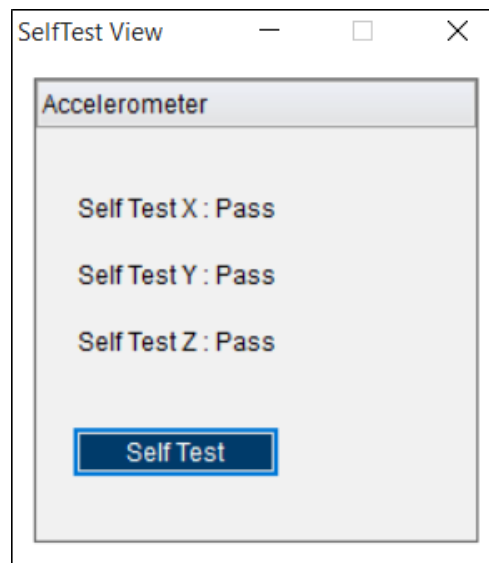 SelfTest View
Accelerometer
Self Test X : Pass
Self Test Y : Pass
Self Test Z : Pass
Self Test